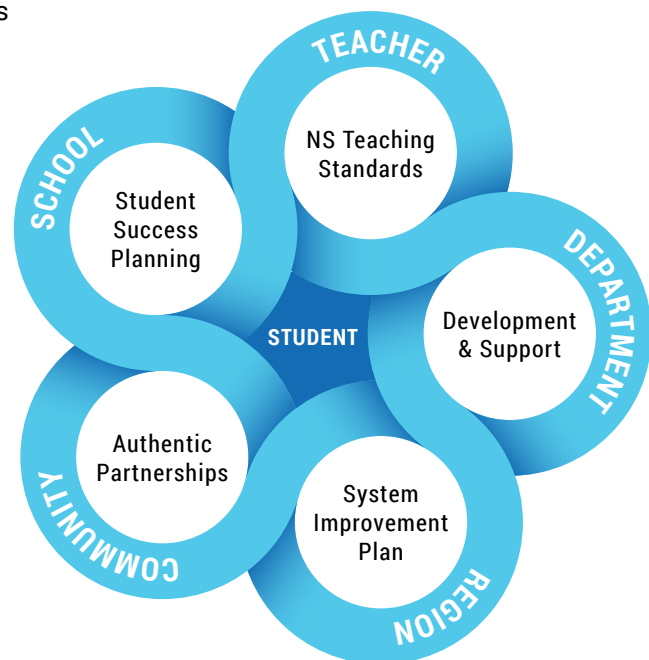 s
TEACHER
NS Teaching
Standards
SCHOOL
Student
Success
Planning
DEPARTMENT
Development
& Support
STUDENT
Authentic
Partnerships
COMMUNITY
System
Improvement
Plan
REGION